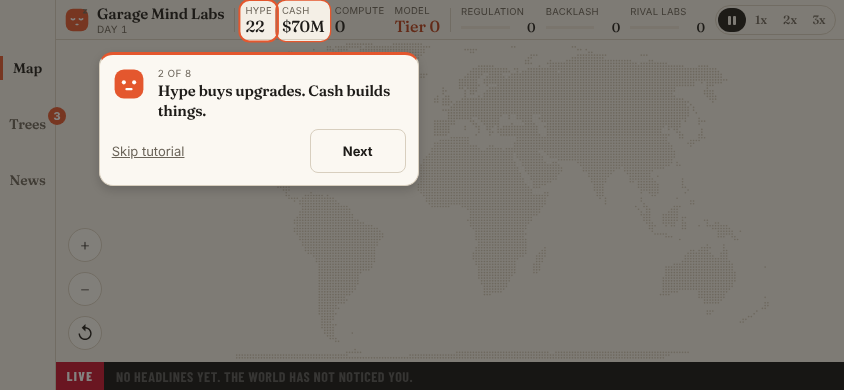 Garage Mind Labs
DAY 1
HYPE
22
CASH
$70M
COMPUTE
0
MODEL
Tier 0
REGULATION
0
BACKLASH
0
RIVAL LABS
0
1x
2x
3x
Map
Trees
3
News
2 OF 8
Hype buys upgrades. Cash builds
things.
Skip tutorial
Next
+
−
LIVE
NO HEADLINES YET. THE WORLD HAS NOT NOTICED YOU.